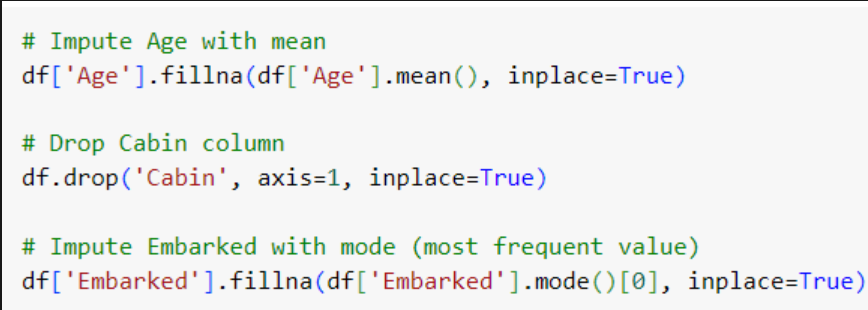 # Impute Age with mean
df['Age'].fillna(df['Age'].mean(), inplace=True)
# Drop Cabin column
df.drop('Cabin', axis=1, inplace=True)
# Impute Embarked with mode (most frequent value)
df['Embarked'].fillna(df['Embarked'].mode()[0], inplace=True)